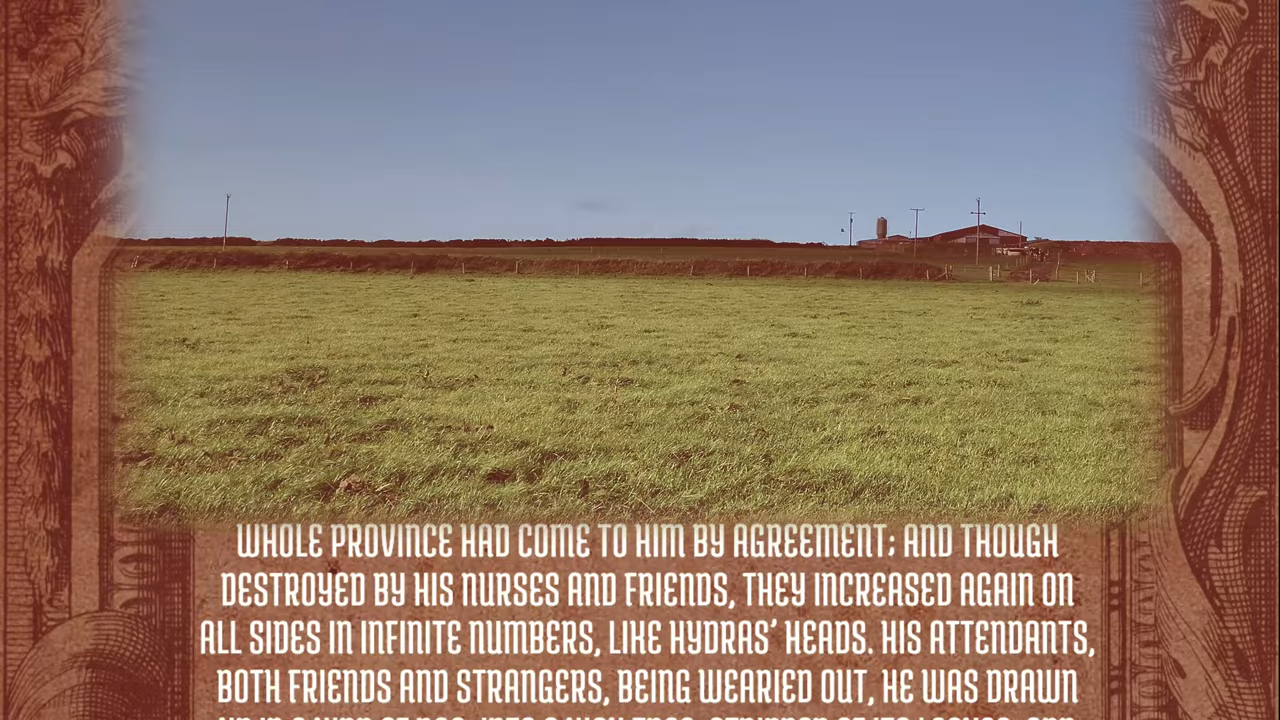 WHOLE PROVINCE HAD COME TO HIM BY AGREEMENT; AND THOUGH
DESTROYED BY HIS NURSES AND FRIENDS, THEY INCREASED AGAIN ON
ALL SIDES IN INFINITE NUMBERS, LIKE HYDRAS’ HEADS. HIS ATTENDANTS,
BOTH FRIENDS AND STRANGERS, BEING WEARIED OUT, HE WAS DRAWN